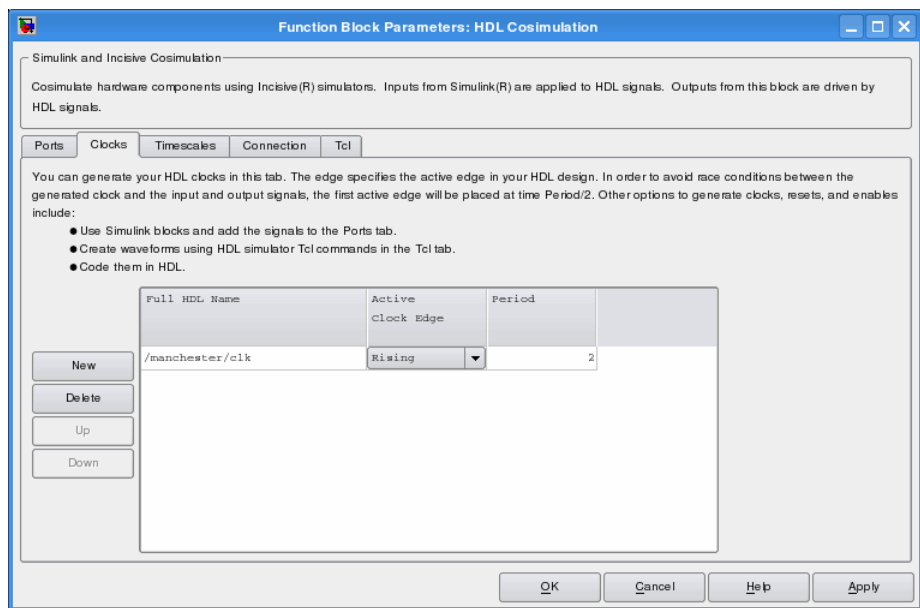 Function Block Parameters: HDL Cosimulation
Simulink and Incisive Cosimulation
Cosimulate hardware components using Incisive(R) simulators. Inputs from Simulink(R) are applied to HDL signals. Outputs from this block are driven by
HDL signals.
Ports Clocks Timescales Connection Tcl
You can generate your HDL clocks in this tab. The edge specifies the active edge in your HDL design. In order to avoid race conditions between the
generated clock and the input and output signals, the first active edge will be placed at time Period/2. Other options to generate clocks, resets, and enables
include:
● Use Simulink blocks and add the signals to the Ports tab.
● Create waveforms using HDL simulator Tcl commands in the Tcl tab.
● Code them in HDL.
Full HDL Name Active Period
Clock Edge
/manchester/clk Rising 2
New
Delete
Up
Down
OK Cancel Help Apply